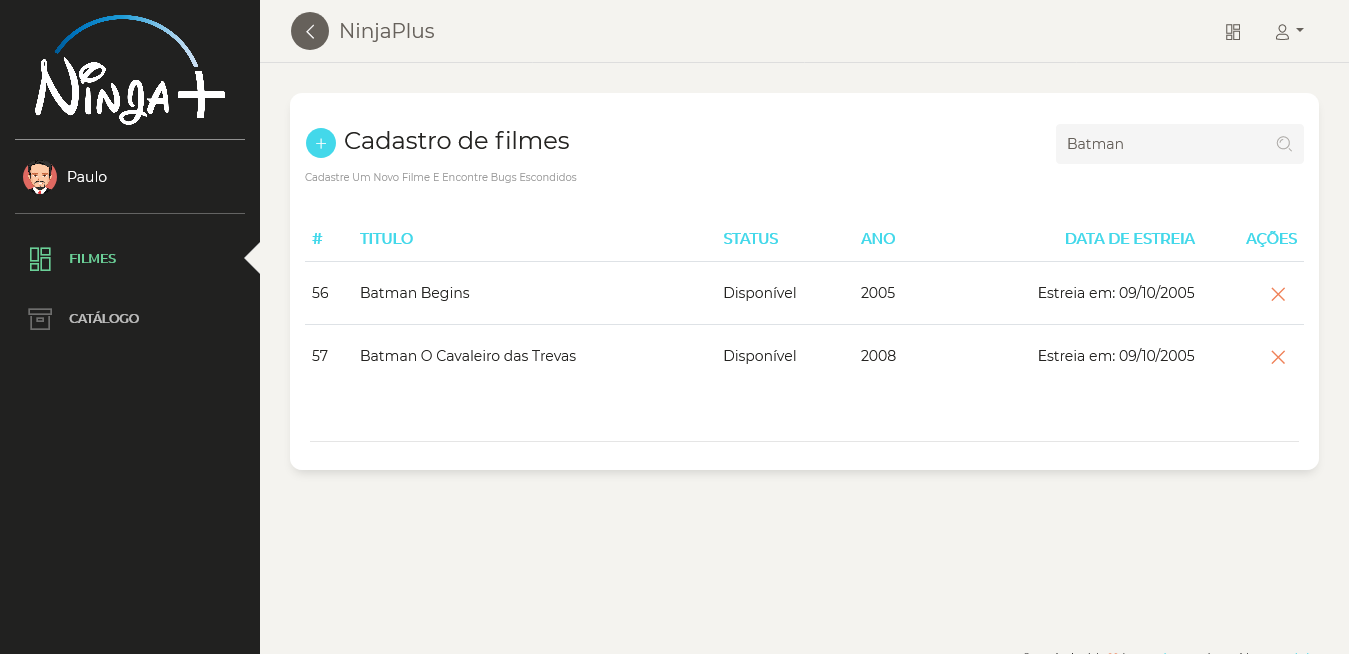 Ninja+
Paulo
FILMES
CATÁLOGO
NinjaPlus
Cadastro de filmes
Batman
Cadastre Um Novo Filme E Encontre Bugs Escondidos
# TITULO STATUS ANO DATA DE ESTREIA AÇÕES
56 Batman Begins Disponível 2005 Estreia em: 09/10/2005
57 Batman O Cavaleiro das Trevas Disponível 2008 Estreia em: 09/10/2005